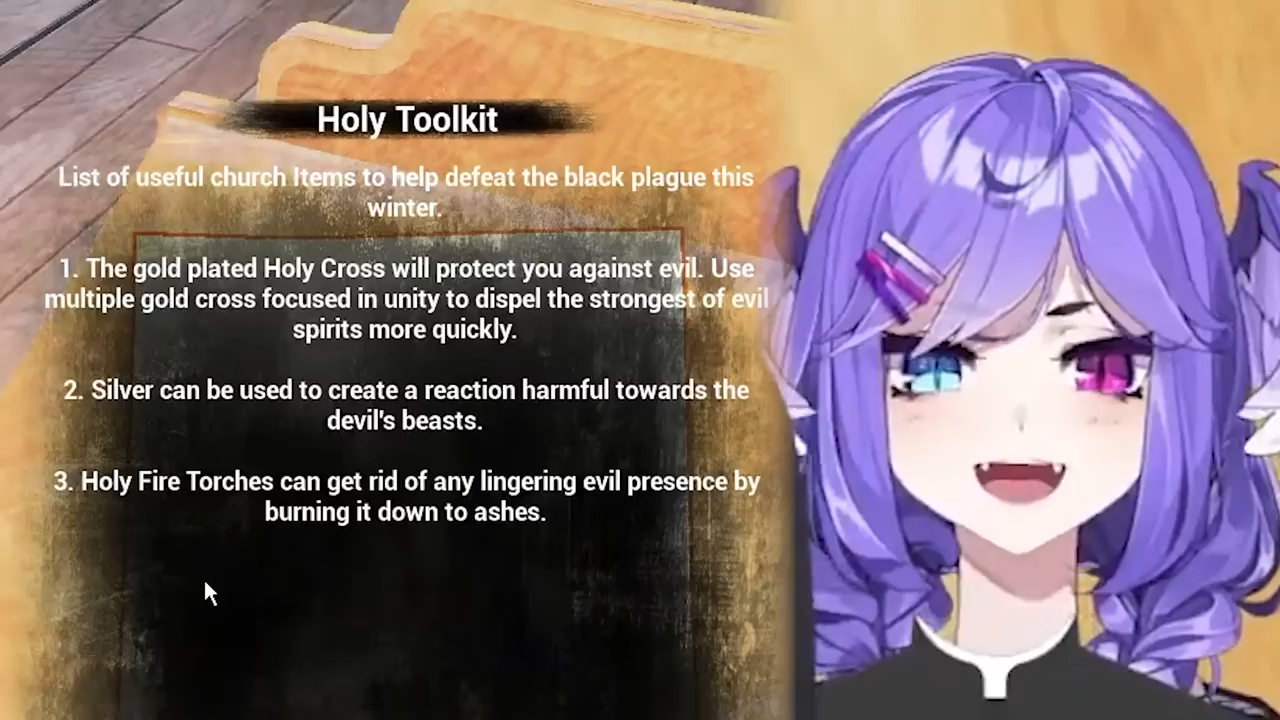 Holy Toolkit
List of useful church Items to help defeat the black plague this
winter.
1. The gold plated Holy Cross will protect you against evil. Use
multiple gold cross focused in unity to dispel the strongest of evil
spirits more quickly.
2. Silver can be used to create a reaction harmful towards the
devil's beasts.
3. Holy Fire Torches can get rid of any lingering evil presence by
burning it down to ashes.